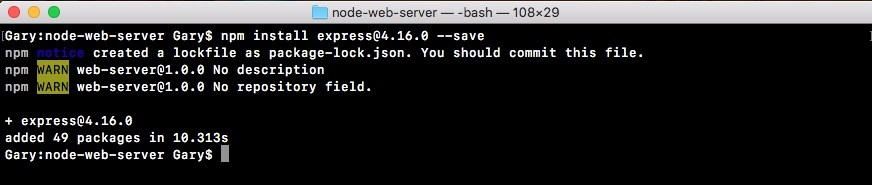 node-web-server — -bash — 108×29
[Gary:node-web-server Gary$ npm install express@4.16.0 --save
npm notice created a lockfile as package-lock.json. You should commit this file.
npm WARN web-server@1.0.0 No description
npm WARN web-server@1.0.0 No repository field.
+ express@4.16.0
added 49 packages in 10.313s
Gary:node-web-server Gary$